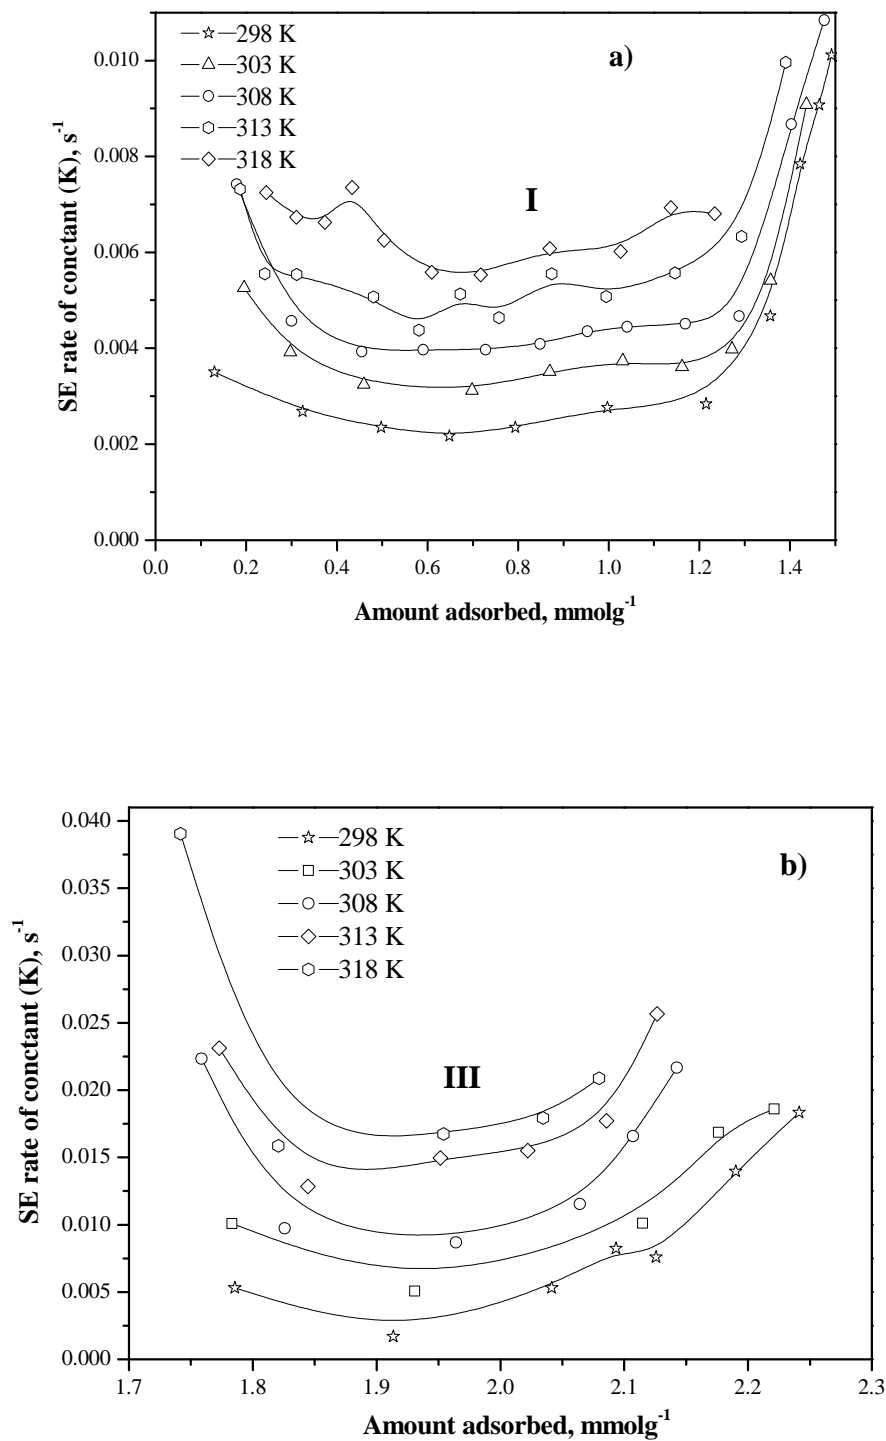 298 K
303 K
308 K
313 K
318 K
a)
I
SE rate of conctant (K), s-1
0.010
0.008
0.006
0.004
0.002
0.000
0.0 0.2 0.4 0.6 0.8 1.0 1.2 1.4
Amount adsorbed, mmolg-1
298 K
303 K
308 K
313 K
318 K
b)
III
SE rate of conctant (K), s-1
0.040
0.035
0.030
0.025
0.020
0.015
0.010
0.005
0.000
1.7 1.8 1.9 2.0 2.1 2.2 2.3
Amount adsorbed, mmolg-1